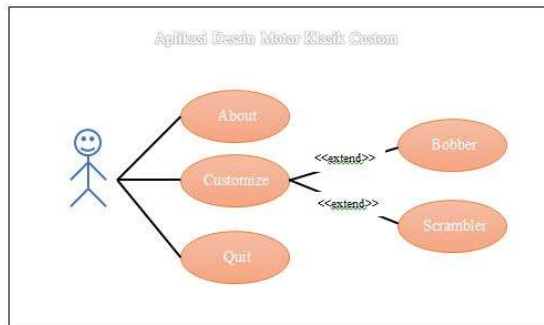 Aplikasi Desain Motor Klasik Custom
About
<<extend>>
Bobber
Customize
<<extend>>
Scrambler
Quit